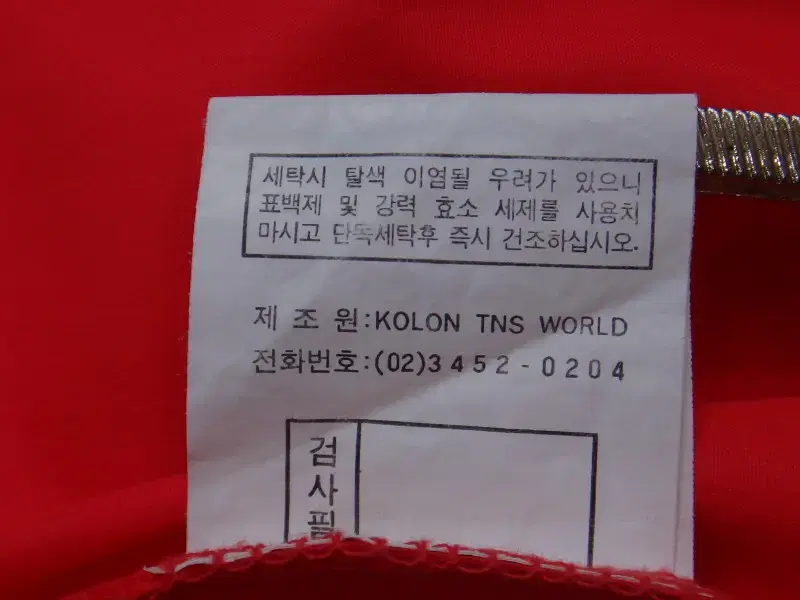 세탁시 탈색 이염될 우려가 있으니
표백제 및 강력 효소 세제를 사용치
마시고 단독세탁후 즉시 건조하십시오.
제 조 원:KOLON TNS WORLD
전화번호:(02)3452-0204
검
사
필